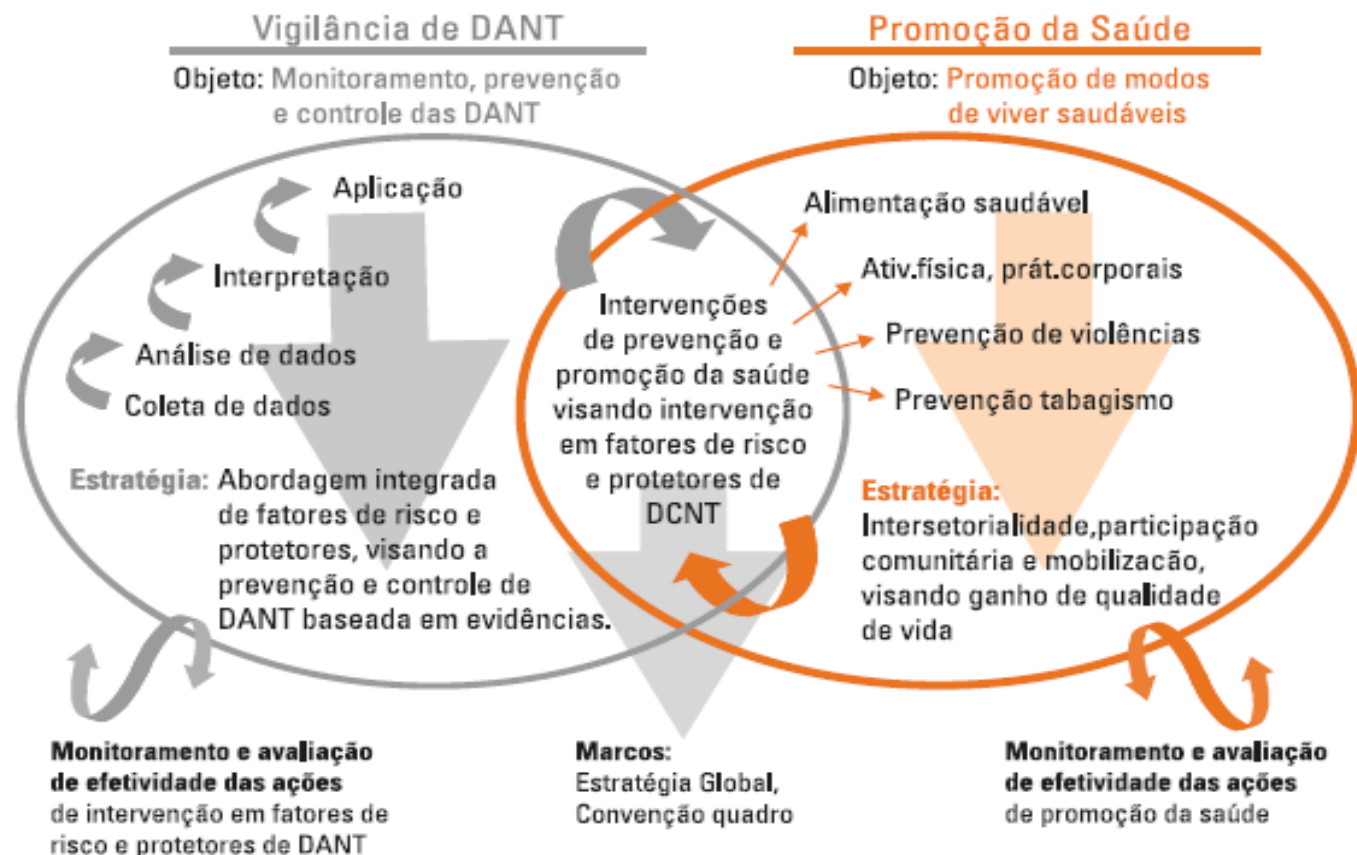 Vigilância de DANT
Objeto: Monitoramento, prevenção
e controle das DANT
Promoção da Saúde
Objeto: Promoção de modos
de viver saudáveis
Aplicação
Interpretação
Análise de dados
Coleta de dados
Estratégia: Abordagem integrada
de fatores de risco e
protetores, visando a
prevenção e controle de
DANT baseada em evidências.
Intervenções
de prevenção e
promoção da saúde
visando intervenção
em fatores de risco
e protetores de
DCNT
Alimentação saudável
Ativ.física, prát.corporais
Prevenção de violências
Prevenção tabagismo
Estratégia:
Intersetorialidade,participação
comunitária e mobilizacão,
visando ganho de qualidade
de vida
Monitoramento e avaliação
de efetividade das ações
de intervenção em fatores de
risco e protetores de DANT
Marcos:
Estratégia Global,
Convenção quadro
Monitoramento e avaliação
de efetividade das ações
de promoção da saúde